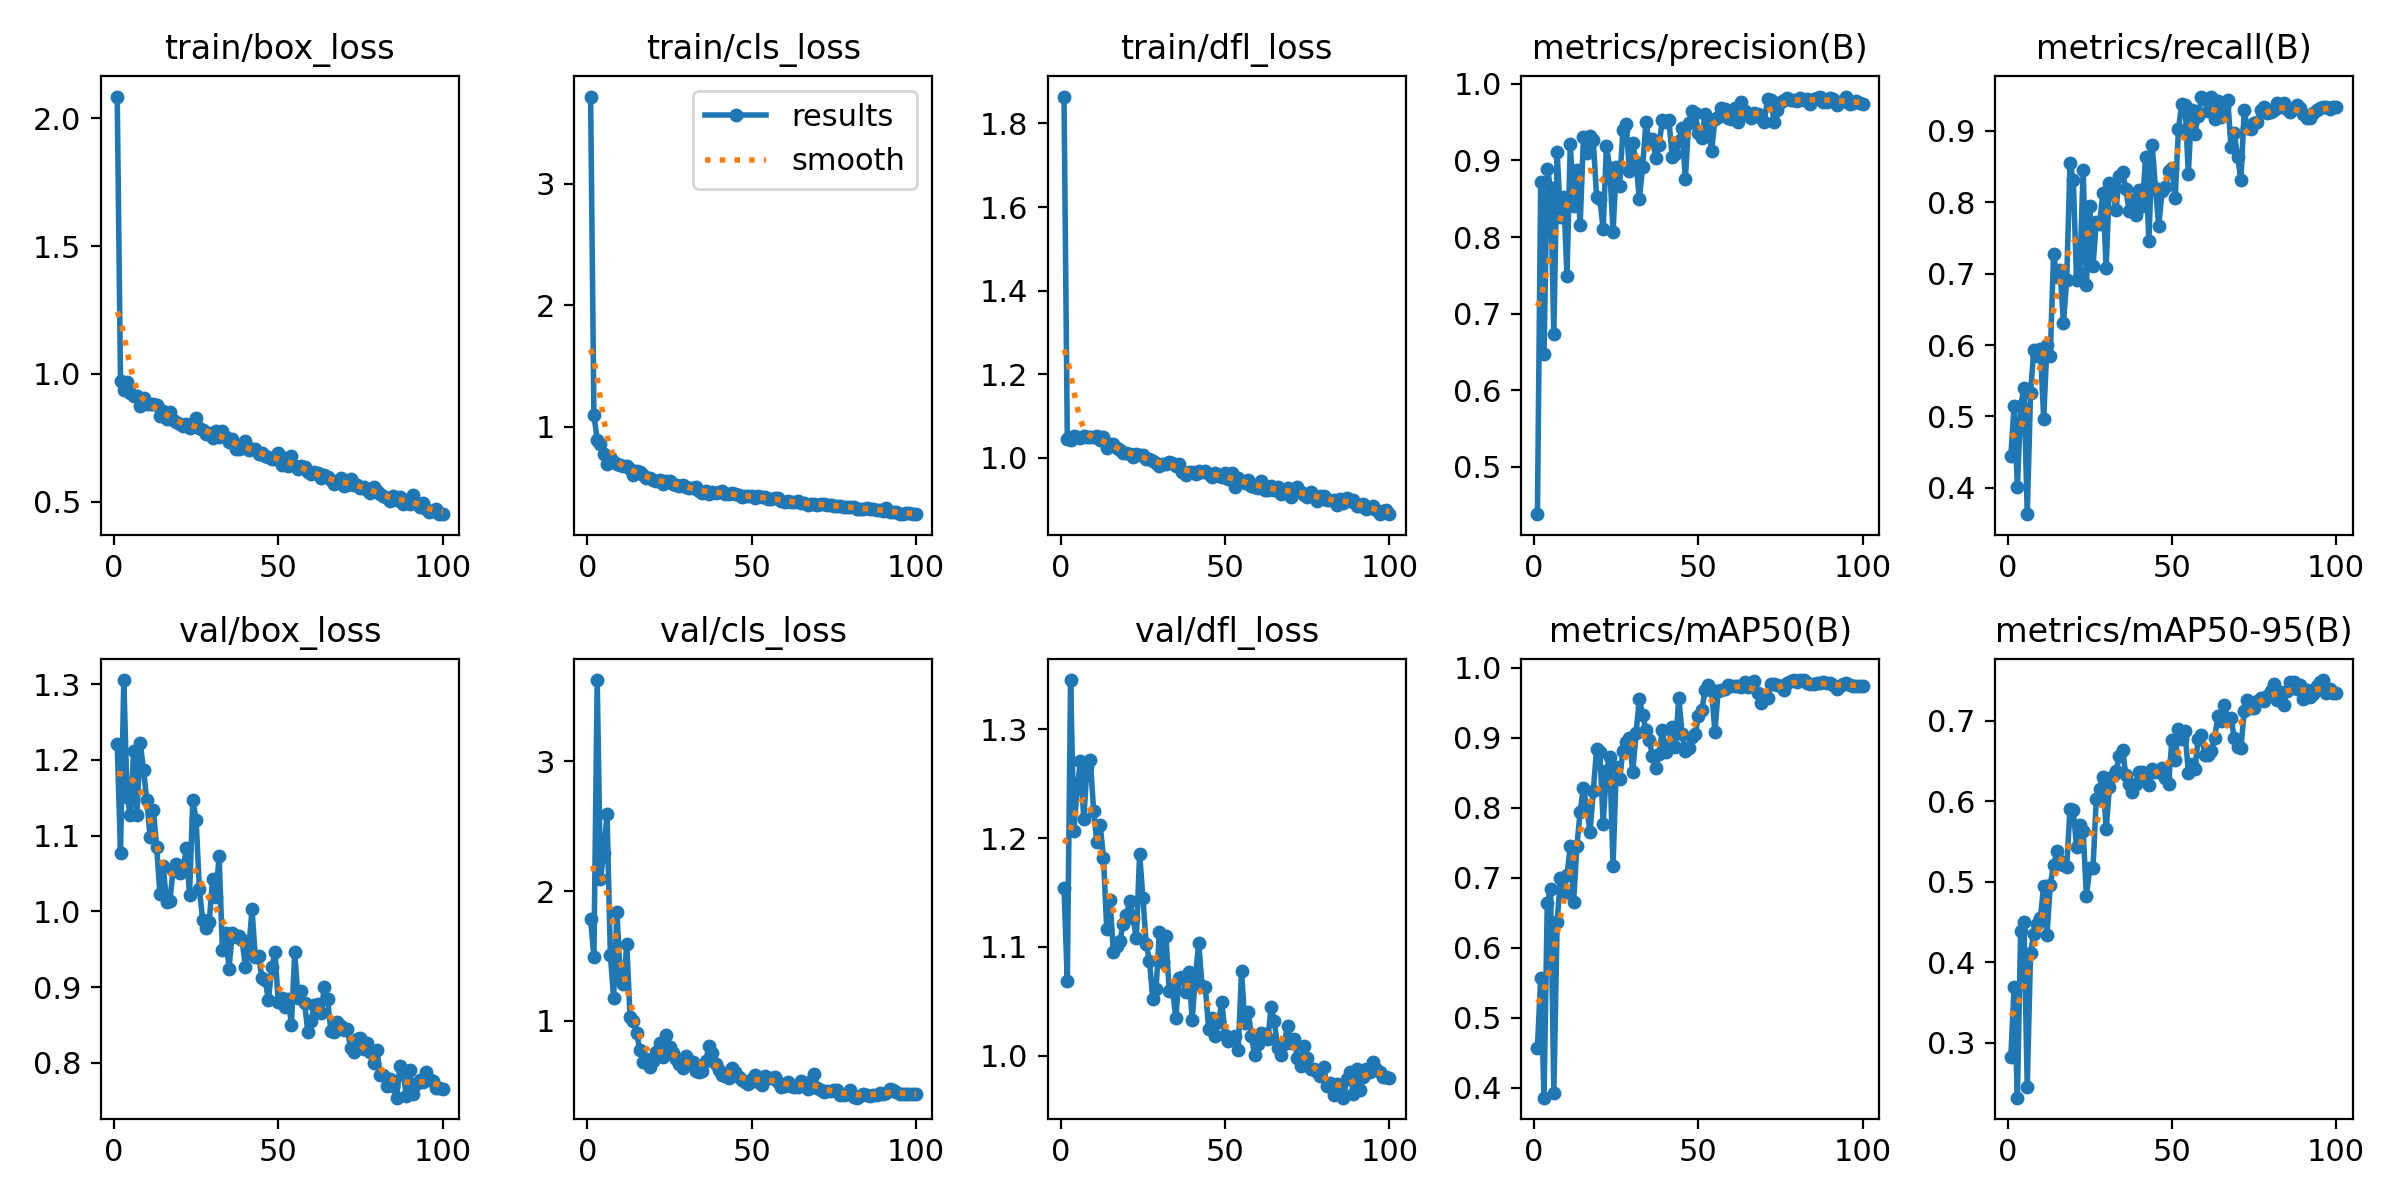 train/box_loss
2.0
1.5
1.0
0.5
0 50 100
train/cls_loss
results
smooth
3
2
1
0 50 100
train/dfl_loss
1.8
1.6
1.4
1.2
1.0
0 50 100
metrics/precision(B)
1.0
0.9
0.8
0.7
0.6
0.5
0 50 100
metrics/recall(B)
0.9
0.8
0.7
0.6
0.5
0.4
0 50 100
val/box_loss
1.3
1.2
1.1
1.0
0.9
0.8
0 50 100
val/cls_loss
3
2
1
0 50 100
val/dfl_loss
1.3
1.2
1.1
1.0
0 50 100
metrics/mAP50(B)
1.0
0.9
0.8
0.7
0.6
0.5
0.4
0 50 100
metrics/mAP50-95(B)
0.7
0.6
0.5
0.4
0.3
0 50 100